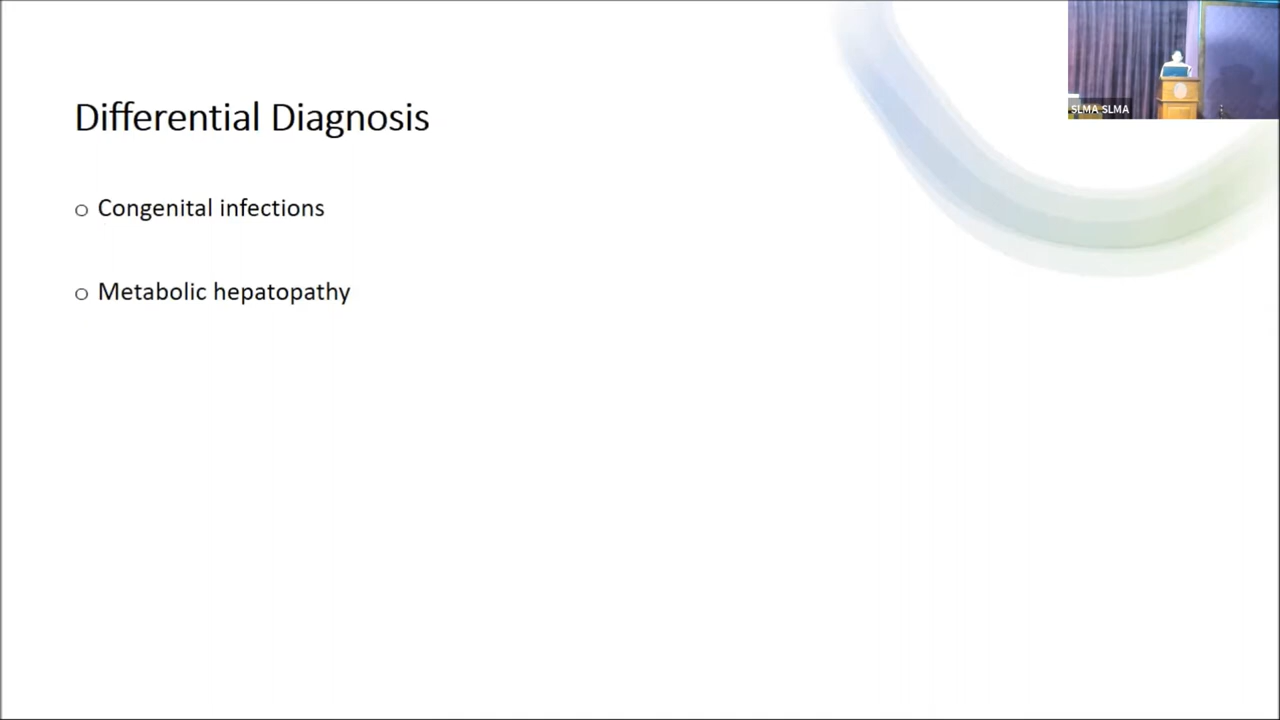 Differential Diagnosis
o Congenital infections
o Metabolic hepatopathy
SLMA SLMA